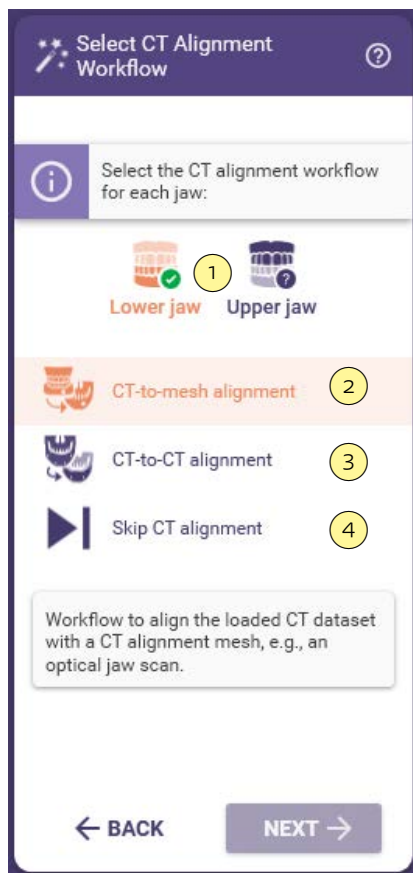 Select CT Alignment
Workflow
?
i
Select the CT alignment workflow
for each jaw:
1
?
Lower jaw Upper jaw
CT-to-mesh alignment 2
CT-to-CT alignment 3
Skip CT alignment 4
Workflow to align the loaded CT dataset
with a CT alignment mesh, e.g., an
optical jaw scan.
BACK NEXT